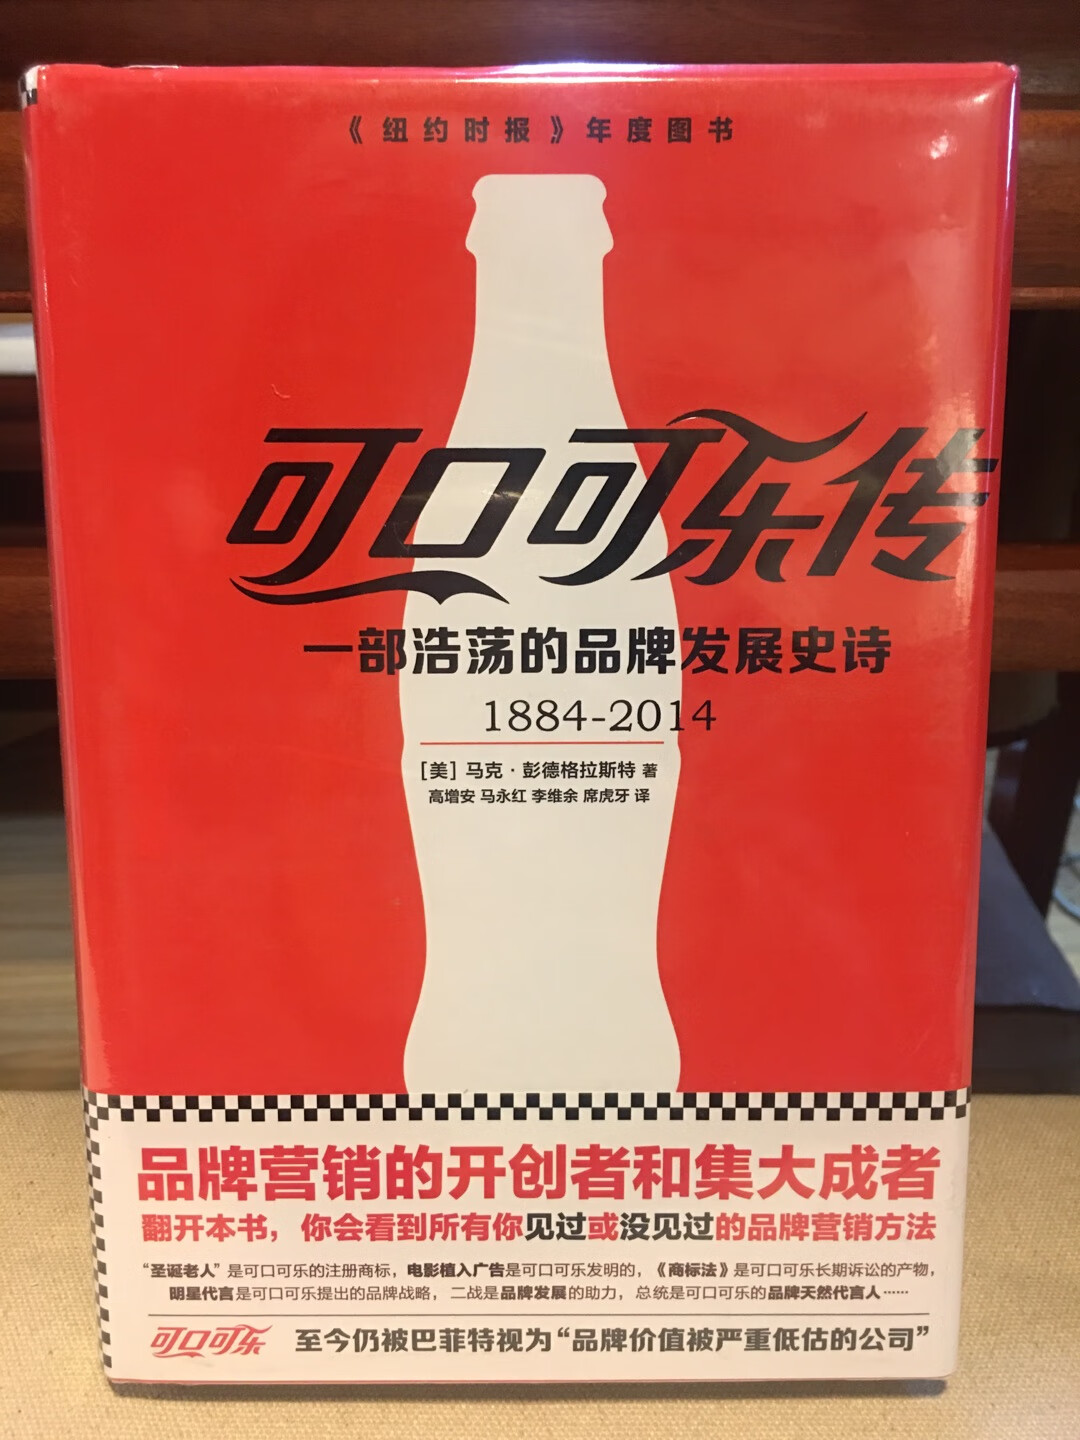 《纽约时报》年度图书
可口可乐传
一部浩荡的品牌发展史诗
1884-2014
[美] 马克·彭德格拉斯特 著
高增安 马永红 李维余 席虎牙 译
品牌营销的开创者和集大成者
翻开本书，你会看到所有你见过或没见过的品牌营销方法
“圣诞老人”是可口可乐的注册商标，电影植入广告是可口可乐发明的，《商标法》是可口可乐长期诉讼的产物，
明星代言是可口可乐提出的品牌战略，二战是品牌发展的助力，总统是可口可乐的品牌天然代言人……
可口可乐 至今仍被巴菲特视为“品牌价值被严重低估的公司”